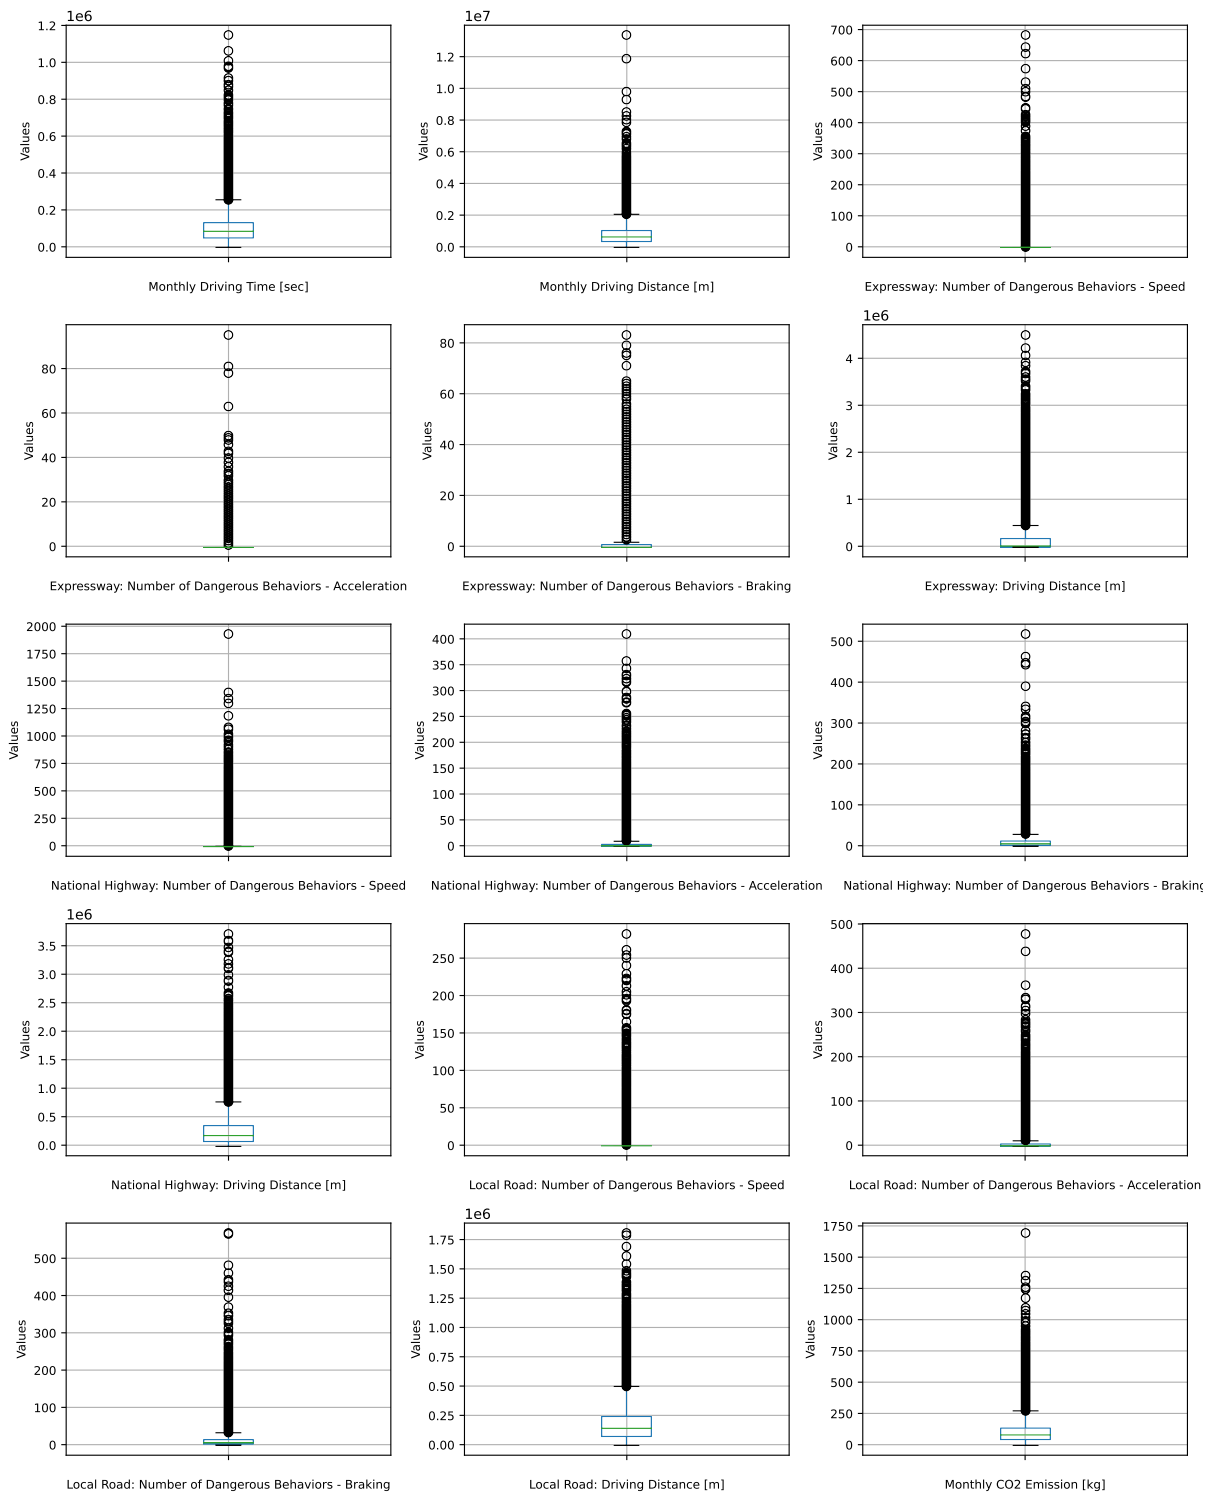 1e6
1.2
1.0
0.8
0.6
0.4
0.2
0.0
Values
Monthly Driving Time [sec]
1e7
1.2
1.0
0.8
0.6
0.4
0.2
0.0
Values
Monthly Driving Distance [m]
700
600
500
400
300
200
100
0
Values
Expressway: Number of Dangerous Behaviors - Speed
80
60
40
20
0
Values
Expressway: Number of Dangerous Behaviors - Acceleration
80
60
40
20
0
Values
Expressway: Number of Dangerous Behaviors - Braking
1e6
4
3
2
1
0
Values
Expressway: Driving Distance [m]
2000
1750
1500
1250
1000
750
500
250
0
Values
National Highway: Number of Dangerous Behaviors - Speed
400
350
300
250
200
150
100
50
0
Values
National Highway: Number of Dangerous Behaviors - Acceleration
500
400
300
200
100
0
Values
National Highway: Number of Dangerous Behaviors - Braking
1e6
3.5
3.0
2.5
2.0
1.5
1.0
0.5
0.0
Values
National Highway: Driving Distance [m]
250
200
150
100
50
0
Values
Local Road: Number of Dangerous Behaviors - Speed
500
400
300
200
100
0
Values
Local Road: Number of Dangerous Behaviors - Acceleration
500
400
300
200
100
0
Values
Local Road: Number of Dangerous Behaviors - Braking
1e6
1.75
1.50
1.25
1.00
0.75
0.50
0.25
0.00
Values
Local Road: Driving Distance [m]
1750
1500
1250
1000
750
500
250
0
Values
Monthly CO2 Emission [kg]